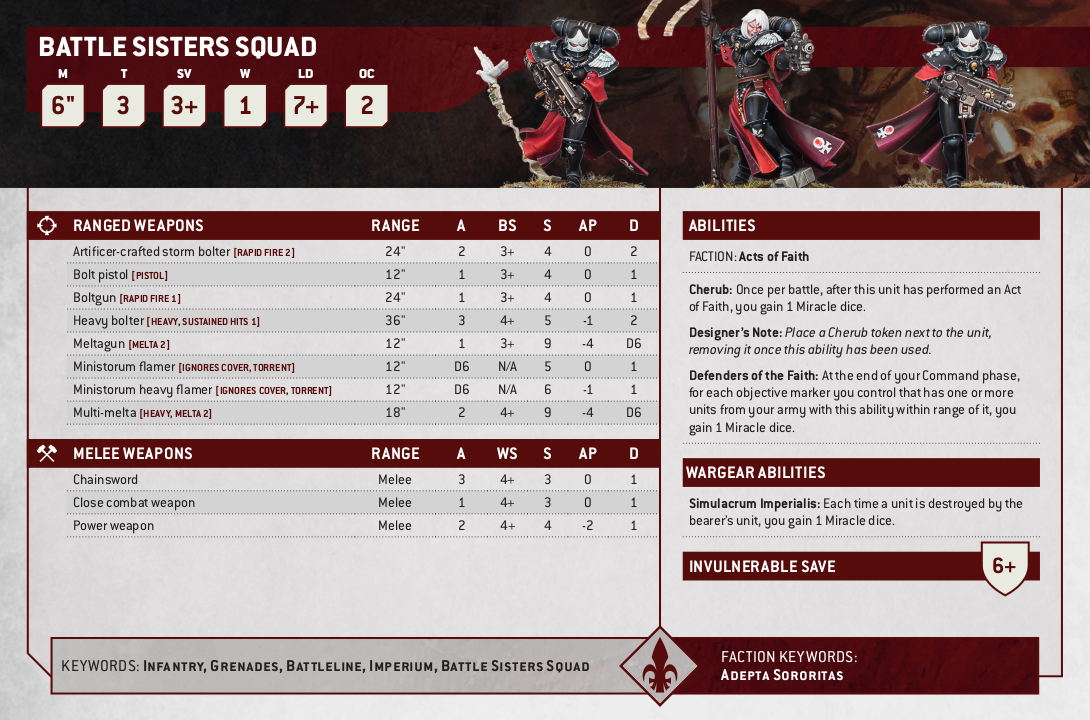 BATTLE SISTERS SQUAD
M T SV W LD OC
6" 3 3+ 1 7+ 2
RANGED WEAPONS RANGE A BS S AP D
Artificer-crafted storm bolter [RAPID FIRE 2] 24" 2 3+ 4 0 2
Bolt pistol [PISTOL] 12" 1 3+ 4 0 1
Boltgun [RAPID FIRE 1] 24" 1 3+ 4 0 1
Heavy bolter [HEAVY, SUSTAINED HITS 1] 36" 3 4+ 5 -1 2
Meltagun [MELTA 2] 12" 1 3+ 9 -4 D6
Ministorum flamer [IGNORES COVER, TORRENT] 12" D6 N/A 5 0 1
Ministorum heavy flamer [IGNORES COVER, TORRENT] 12" D6 N/A 6 -1 1
Multi-melta [HEAVY, MELTA 2] 18" 2 4+ 9 -4 D6
MELEE WEAPONS RANGE A WS S AP D
Chainsword Melee 3 4+ 3 0 1
Close combat weapon Melee 1 4+ 3 0 1
Power weapon Melee 2 4+ 4 -2 1
ABILITIES
FACTION: Acts of Faith
Cherub: Once per battle, after this unit has performed an Act
of Faith, you gain 1 Miracle dice.
Designer's Note: Place a Cherub token next to the unit,
removing it once this ability has been used.
Defenders of the Faith: At the end of your Command phase,
for each objective marker you control that has one or more
units from your army with this ability within range of it, you
gain 1 Miracle dice.
WARGEAR ABILITIES
Simulacrum Imperialis: Each time a unit is destroyed by the
bearer's unit, you gain 1 Miracle dice.
INVULNERABLE SAVE 6+
KEYWORDS: INFANTRY, GRENADES, BATTLELINE, IMPERIUM, BATTLE SISTERS SQUAD
FACTION KEYWORDS:
ADEPTA SORORITAS